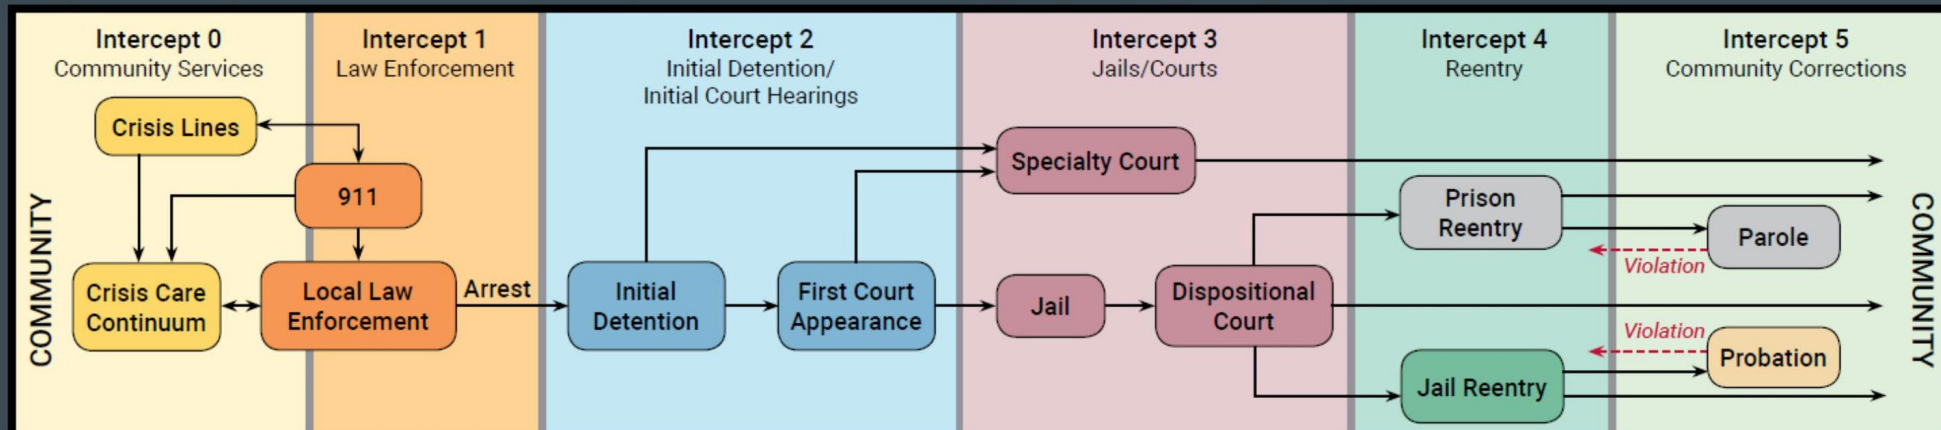 Intercept 0
Community Services
Intercept 1
Law Enforcement
Intercept 2
Initial Detention/
Initial Court Hearings
Intercept 3
Jails/Courts
Intercept 4
Reentry
Intercept 5
Community Corrections
COMMUNITY
Crisis Lines
911
Crisis Care
Continuum
Local Law
Enforcement
Arrest
Initial
Detention
First Court
Appearance
Specialty Court
Jail
Dispositional
Court
Prison
Reentry
Parole
Violation
Violation
Probation
Jail Reentry
COMMUNITY